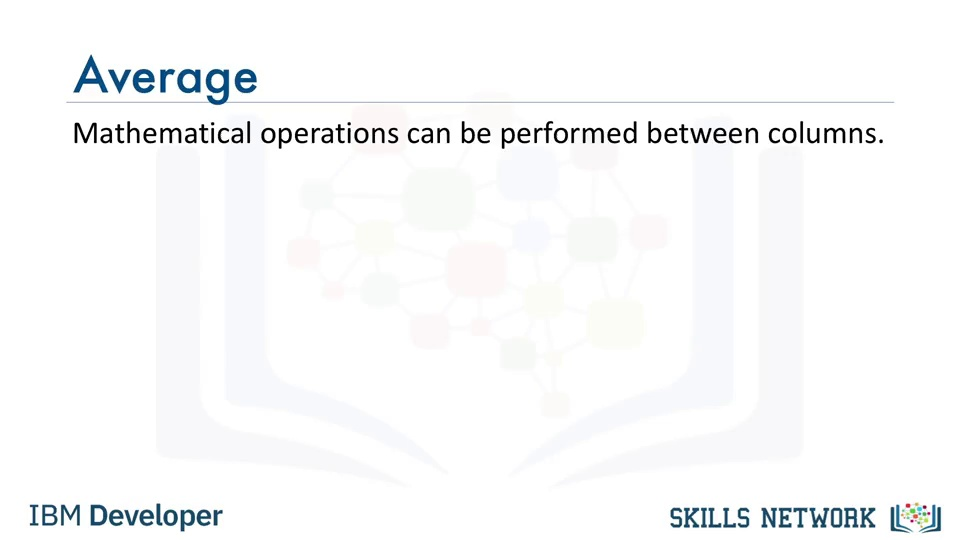 Average
Mathematical operations can be performed between columns.
IBM Developer
SKILLS NETWORK